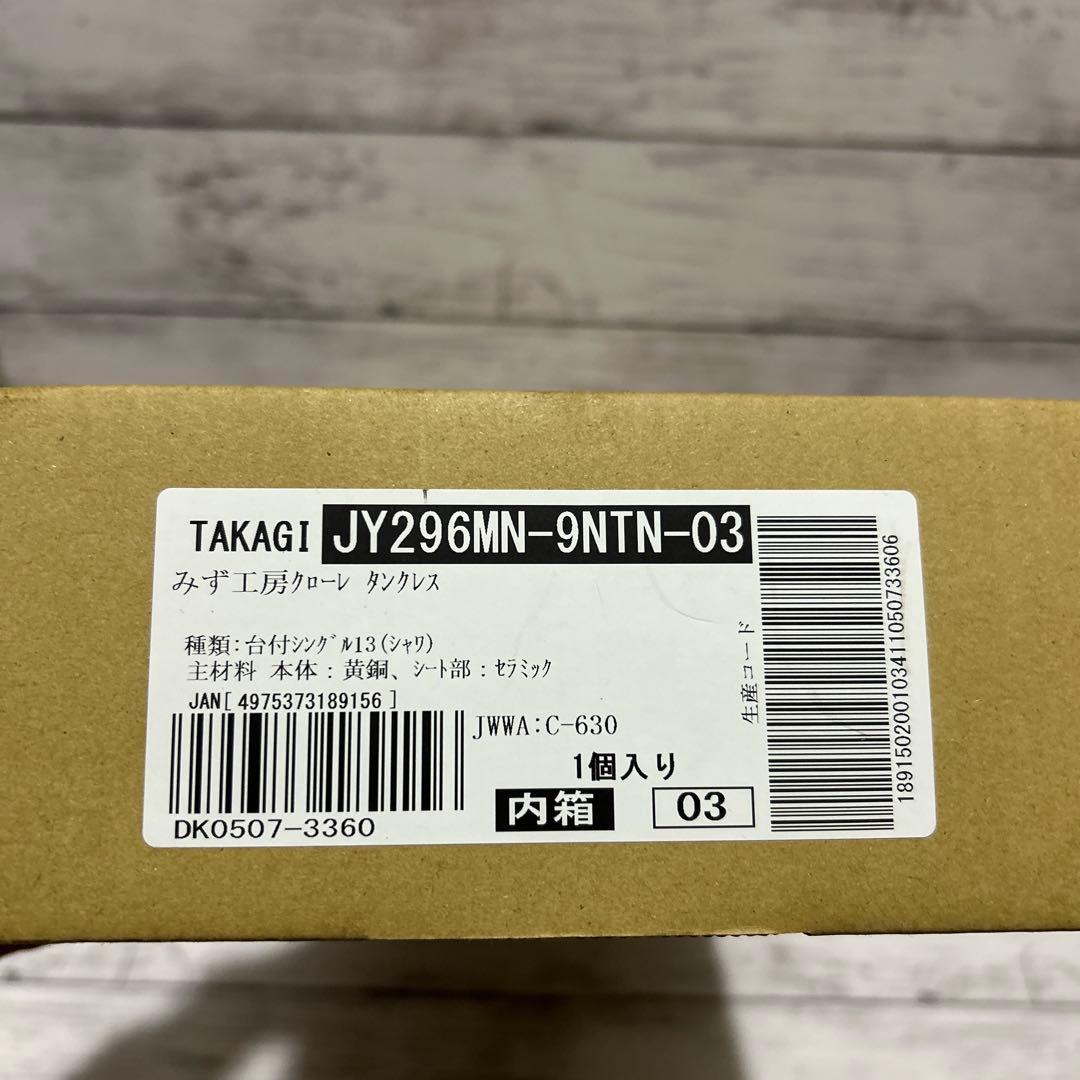 TAKAGI JY296MN-9NTN-03
みず工房ｸﾛｰﾚ ﾀﾝｸﾚｽ
種類:台付ｼﾝｸﾞﾙ13(ｼｬﾜ)
主材料 本体:黄銅、ｼｰﾄ部:ｾﾗﾐｯｸ
JAN[ 4975373189156 ]
JWWA:C-630
1個入り
内箱 03
DK0507-3360
生産コード
189150200103411050733606